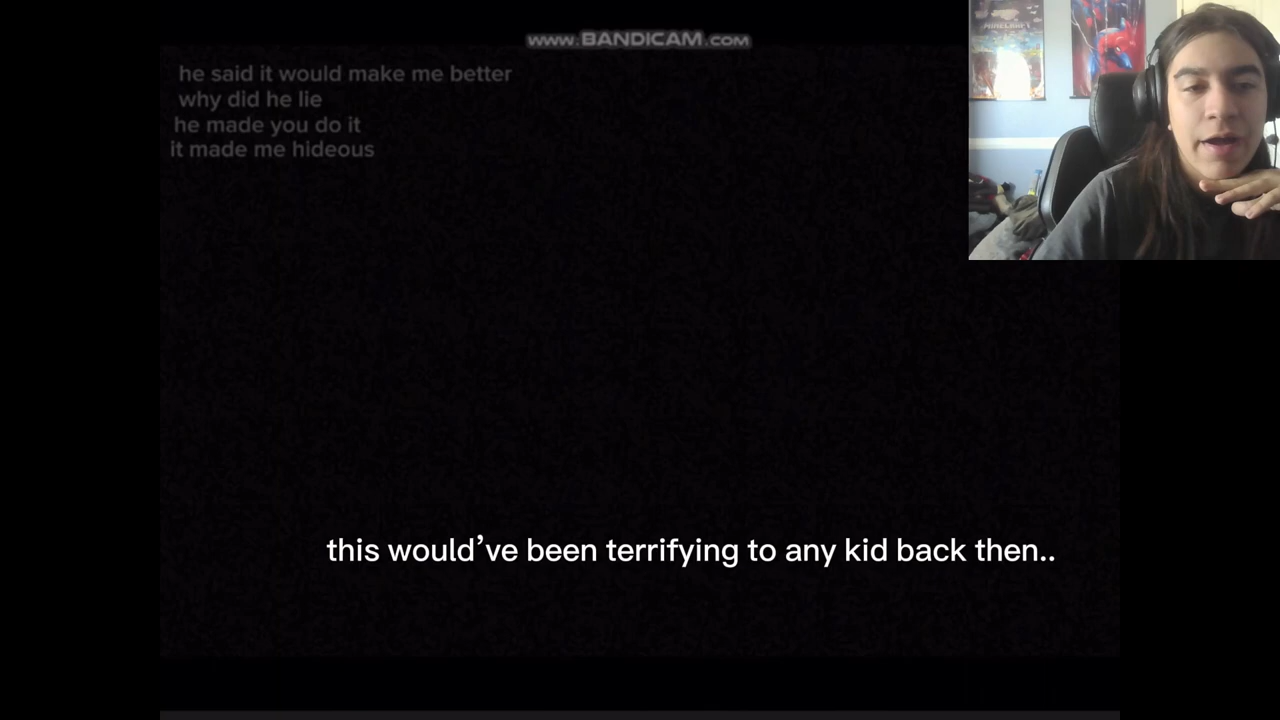 www.BANDICAM.com
he said it would make me better
why did he lie
he made you do it
it made me hideous
MINECRAFT
this would’ve been terrifying to any kid back then..